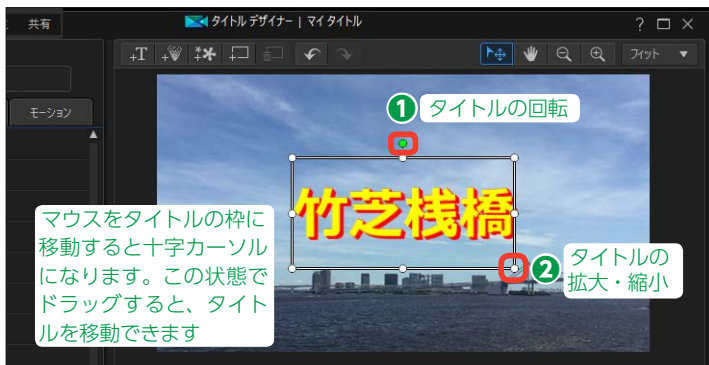 共有
タイトル デザイナー | マイ タイトル
?
T
フィット
モーション
1 タイトルの回転
竹芝桟橋
マウスをタイトルの枠に
移動すると十字カーソル
になります。この状態で
ドラッグすると、タイト
ルを移動できます
2 タイトルの
拡大・縮小